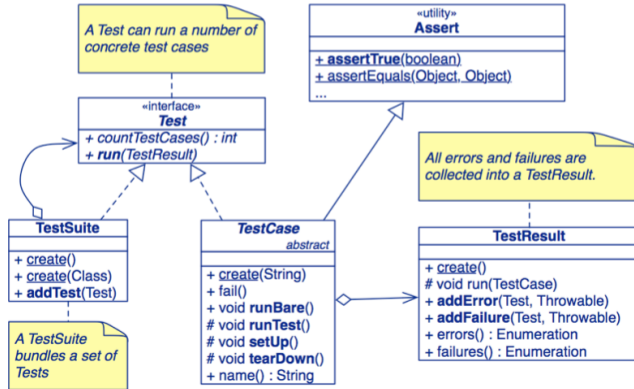 A Test can run a number of
concrete test cases
«utility»
Assert
+ assertTrue(boolean)
+ assertEquals(Object, Object)
...
«interface»
Test
+ countTestCases() : int
+ run(TestResult)
All errors and failures are
collected into a TestResult.
TestSuite
+ create()
+ create(Class)
+ addTest(Test)
TestCase
abstract
+ create(String)
+ fail()
+ void runBare()
# void runTest()
# void setUp()
# void tearDown()
+ name() : String
TestResult
+ create()
# void run(TestCase)
+ addError(Test, Throwable)
+ addFailure(Test, Throwable)
+ errors() : Enumeration
+ failures() : Enumeration
A TestSuite
bundles a set of
Tests